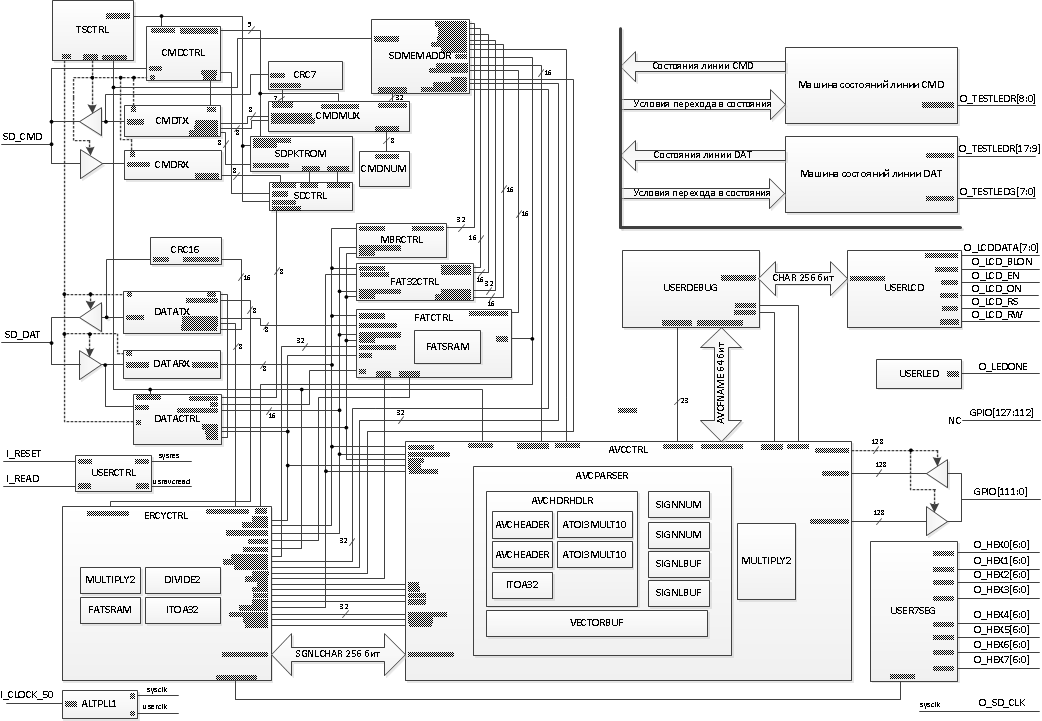 TSCTRL
CMDCTRL
5
SDMEMADDR
CRC7
16
7
32
CMDMUX
CMDTX
8
8
SD_CMD
8
8
CMDRX
8
SDPKTROM
CMDNUM
SDCTRL
16
32
16
16
MBRCTRL
CRC16
8
16
FAT32CTRL
16
32
16
DATATX
8
8
8
SD_DAT
FATCTRL
FATSRAM
32
DATARX
8
DATACTRL
16
32
Состояния линии CMD
Условия перехода в состояния
Машина состояний линии CMD
O_TESTLEDR[8:0]
Состояния линии DAT
Условия перехода в состояния
Машина состояний линии DAT
O_TESTLEDR[17:9]
O_TESTLEDG[7:0]
USERDEBUG
CHAR 256 бит
USERLCD
O_LCDDATA[7:0]
O_LCD_BLON
O_LCD_EN
O_LCD_ON
O_LCD_RS
O_LCD_RW
AVCFNAME 64 бит
23
USERLED
O_LEDONE
NC
GPIO[127:112]
I_RESET
I_READ
USERCTRL
sysres
usravcread
AVCCTRL
AVCPARSER
AVCHDRHDLR
AVCHEADER
ATOI3MULT10
AVCHEADER
ATOI3MULT10
ITOA32
SIGNNUM
SIGNNUM
SIGNLBUF
SIGNLBUF
VECTORBUF
MULTIPLY2
128
128
128
GPIO[111:0]
ERCYCTRL
MULTIPLY2
DIVIDE2
FATSRAM
ITOA32
32
32
SGNLCHAR 256 бит
USER7SEG
O_HEX0[6:0]
O_HEX1[6:0]
O_HEX2[6:0]
O_HEX3[6:0]
O_HEX4[6:0]
O_HEX5[6:0]
O_HEX6[6:0]
O_HEX7[6:0]
I_CLOCK_50
ALTPLL1
sysclk
userclk
sysclk
O_SD_CLK